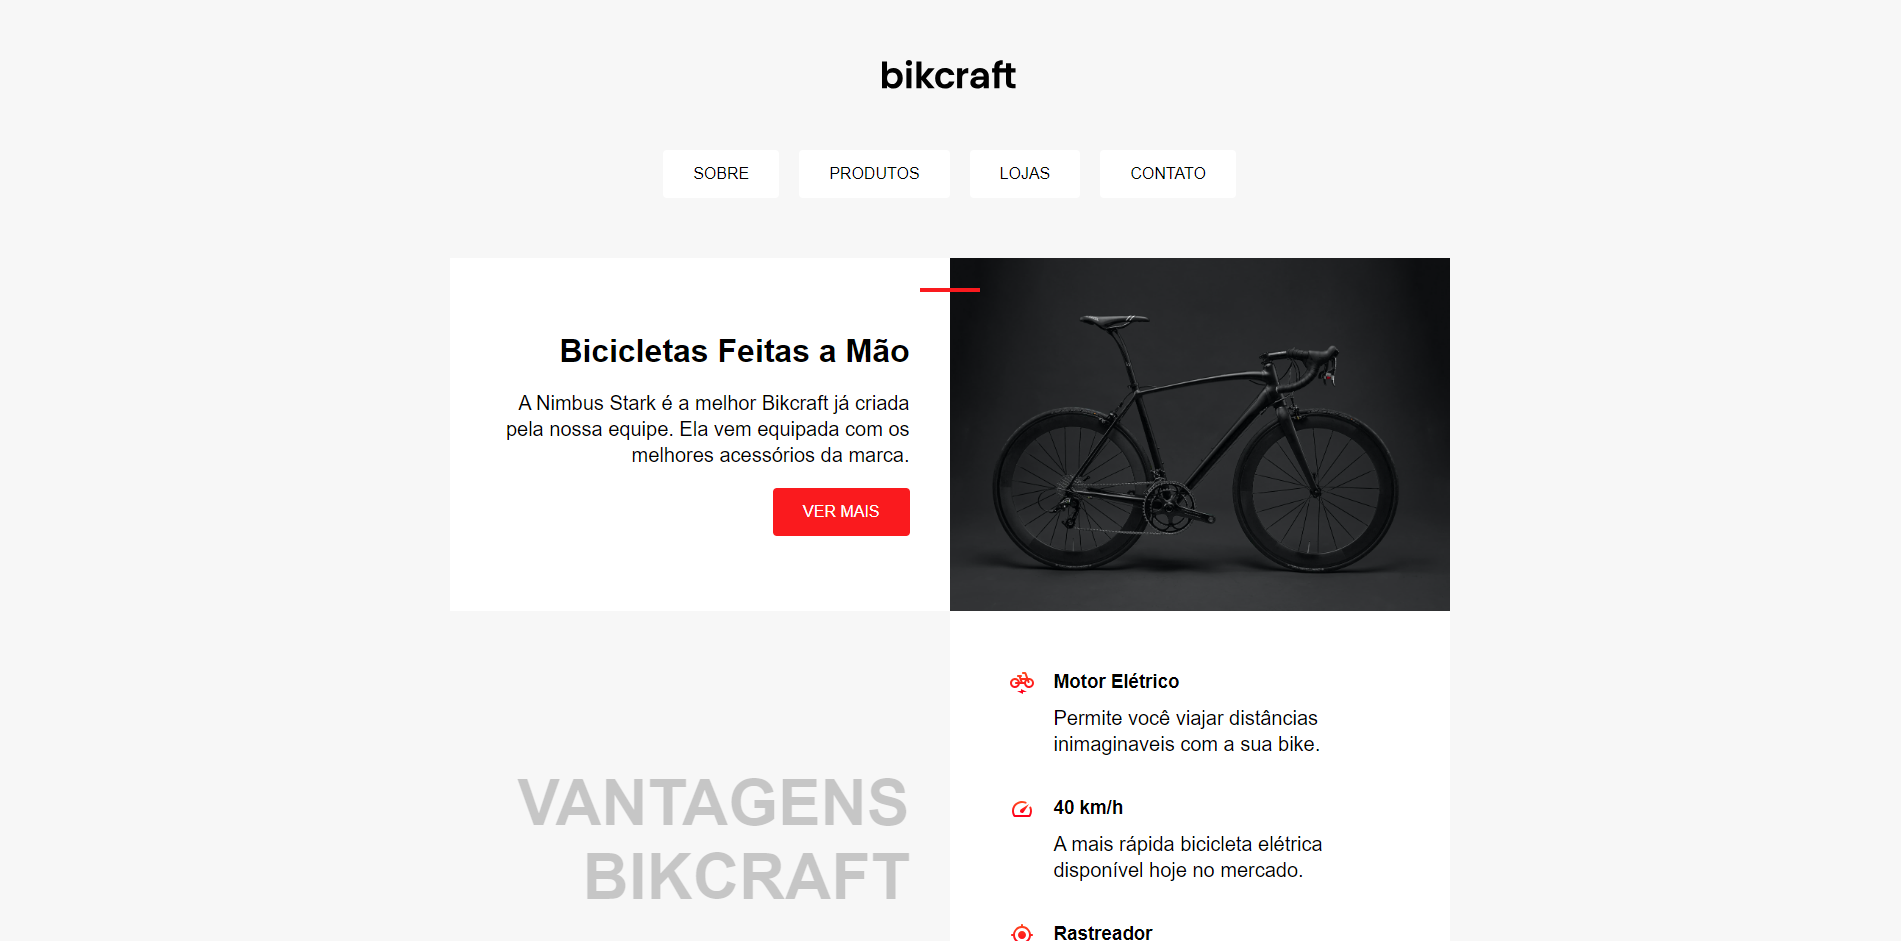 bikcraft
SOBRE
PRODUTOS
LOJAS
CONTATO
Bicicletas Feitas a Mão
A Nimbus Stark é a melhor Bikcraft já criada
pela nossa equipe. Ela vem equipada com os
melhores acessórios da marca.
VER MAIS
VANTAGENS
BIKCRAFT
Motor Elétrico
Permite você viajar distâncias
inimaginaveis com a sua bike.
40 km/h
A mais rápida bicicleta elétrica
disponível hoje no mercado.
Rastreador